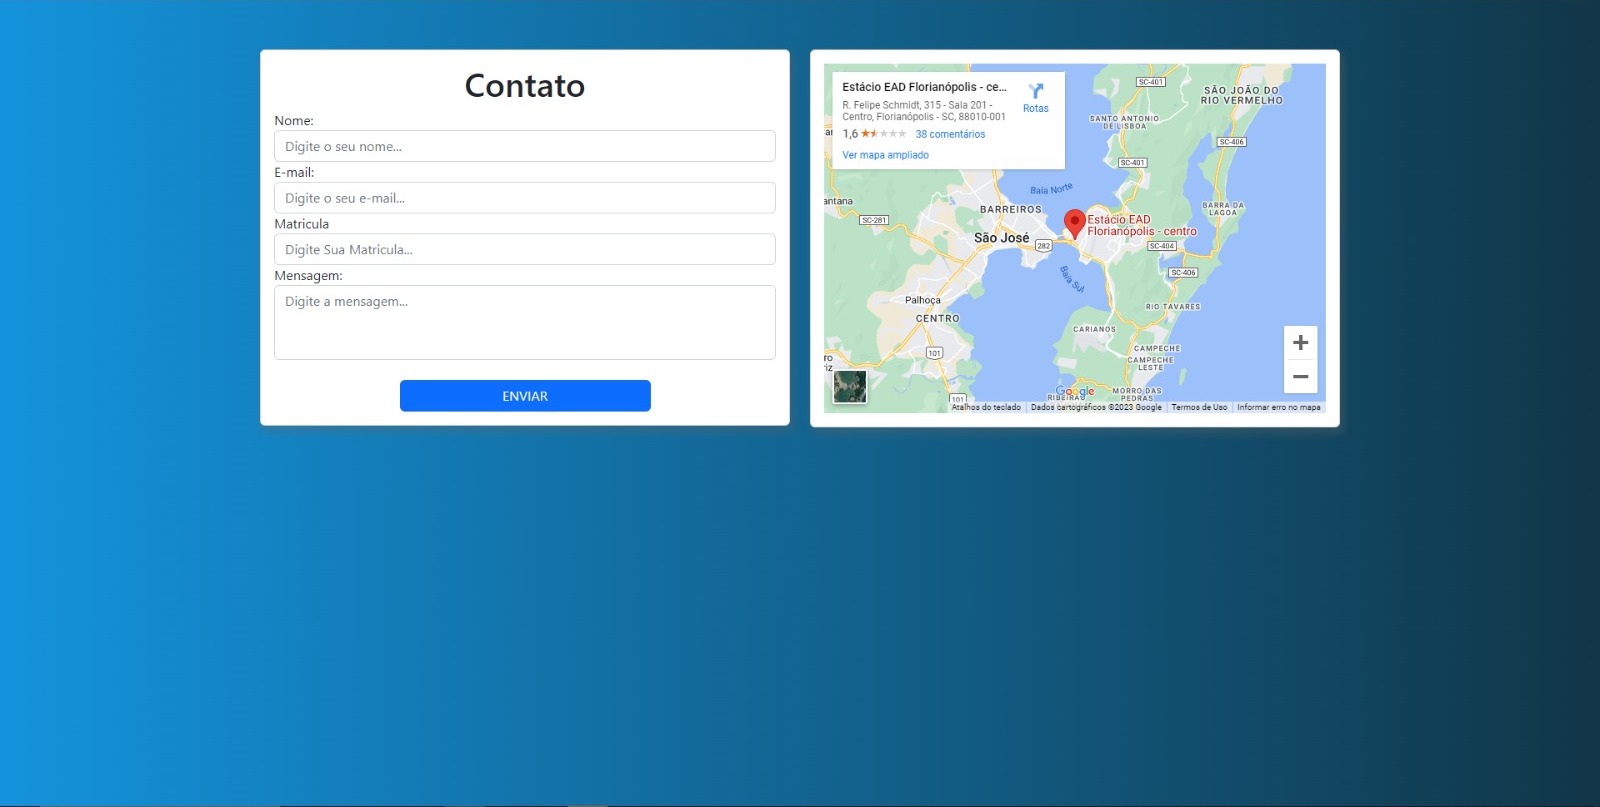 Contato
Nome:
Digite o seu nome...
E-mail:
Digite o seu e-mail...
Matricula
Digite Sua Matricula...
Mensagem:
Digite a mensagem...
ENVIAR
Estácio EAD Florianópolis - ce...
R. Felipe Schmidt, 315 - Sala 201 -
Centro, Florianópolis - SC, 88010-001
1,6
38 comentários
Ver mapa ampliado
Rotas
SC-401
SÃO JOÃO DO
RIO VERMELHO
SANTO ANTONIO
DE LISBOA
SC-406
SC-401
Baía Norte
antana
SC-281
BARREIROS
BARRA DA
LAGOA
São José
282
Estácio EAD
Florianópolis - centro
SC-404
SC-406
Baía Sul
Palhoça
CENTRO
RIO TAVARES
CARIANOS
101
CAMPECHE
CAMPECHE
LESTE
ro
riz
Google
MORRO DAS
PEDRAS
101
Atalhos do teclado
Dados cartográficos ©2023 Google
Termos de Uso
Informar erro no mapa